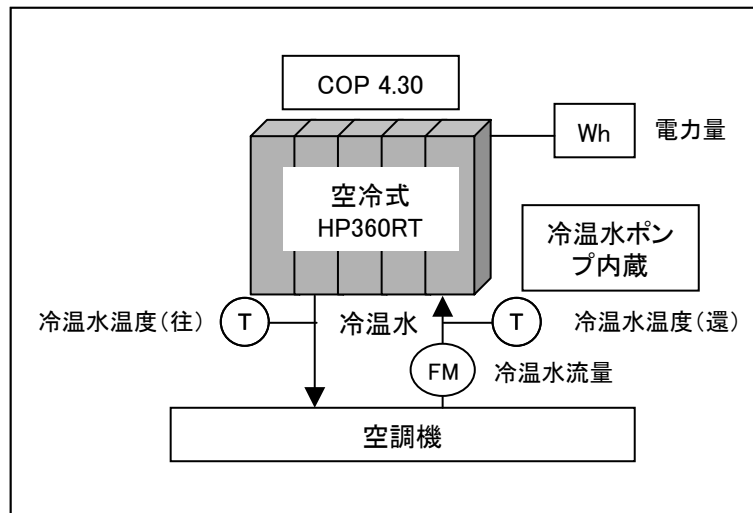 COP 4.30
Wh
電力量
空冷式
HP360RT
冷温水ポン
プ内蔵
冷温水温度(往)
T
冷温水
T
冷温水温度(還)
FM
冷温水流量
空調機